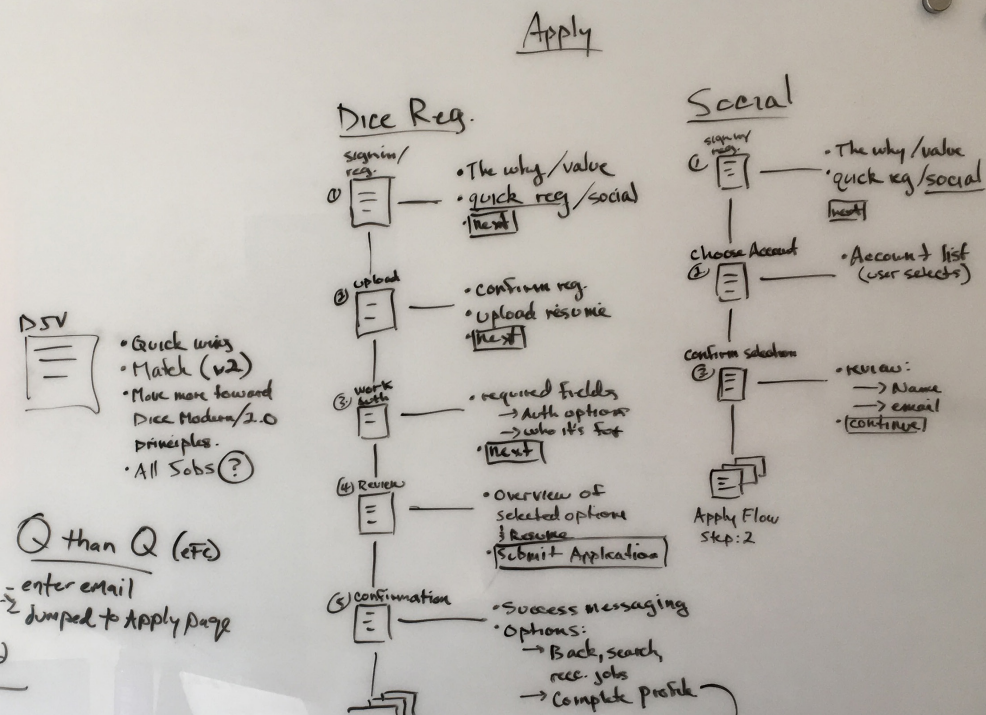 Apply
Dice Reg.
signin/
reg.
①
• The why/value
• quick reg/social
• next
② upload
• confirm reg.
• upload résume
• next
③ work
Auth
• required fields
→ Auth options
→ who it's for
• next
④ Review
• Overview of
selected options
& Resume
• Submit Application
⑤ confirmation
• Success messaging
• Options:
→ Back, search,
rec. jobs
→ Complete profile
Social
signin/
reg.
①
• The why/value
• quick reg/social
next
choose Account
②
• Account list
(user selects)
confirm selection
③
• review:
→ Name
→ email
• continue
Apply Flow
Step: 2
DJV
• Quick wins
• Match (v2)
• Move more toward
Dice Modern/2.0
principles.
• All Jobs ?
Q than Q (eFc)
- enter email
Jumped to Apply page